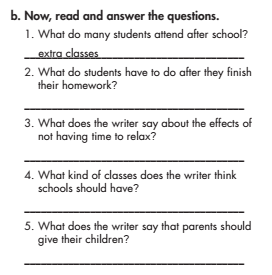 b. Now, read and answer the questions.
1. What do many students attend after school?
extra classes
2. What do students have to do after they finish
their homework?
3. What does the writer say about the effects of
not having time to relax?
4. What kind of classes does the writer think
schools should have?
5. What does the writer say that parents should
give their children?